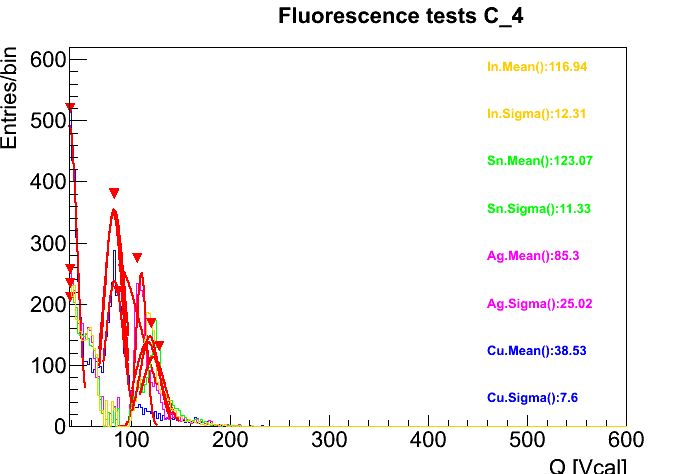 Fluorescence tests C_4
Entries/bin
600
500
400
300
200
100
0
In.Mean():116.94
In.Sigma():12.31
Sn.Mean():123.07
Sn.Sigma():11.33
Ag.Mean():85.3
Ag.Sigma():25.02
Cu.Mean():38.53
Cu.Sigma():7.6
100 200 300 400 500 600
Q [Vcal]